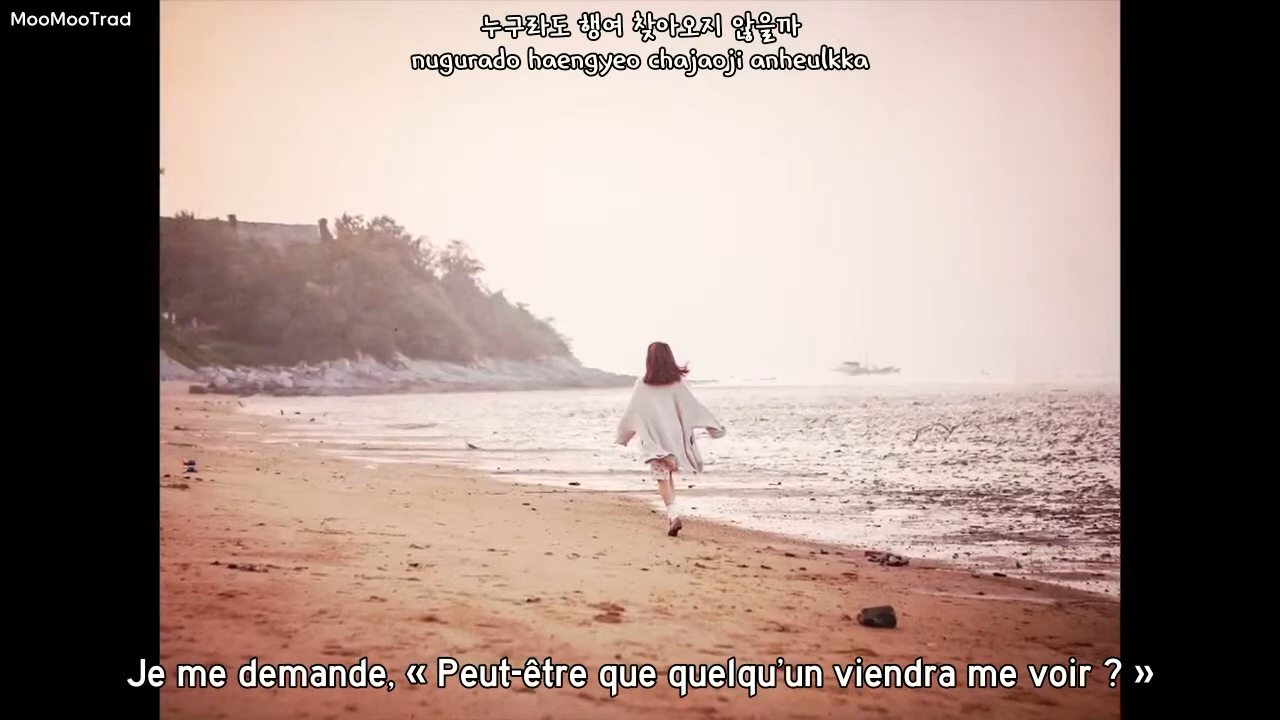 MooMooTrad
누구라도 행여 찾아오지 않을까
nugurado haengyeo chajaoji anheulkka
Je me demande, « Peut-être que quelqu'un viendra me voir ? »